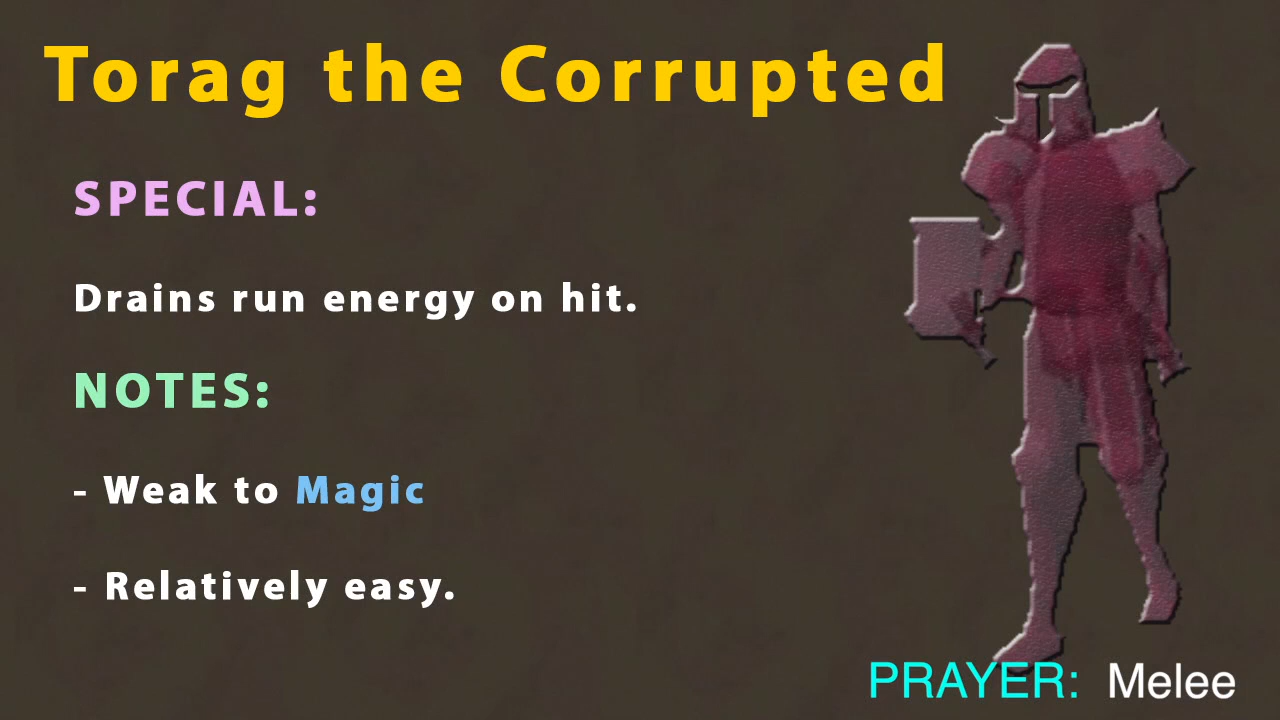 Torag the Corrupted
SPECIAL:
Drains run energy on hit.
NOTES:
- Weak to Magic
- Relatively easy.
PRAYER: Melee